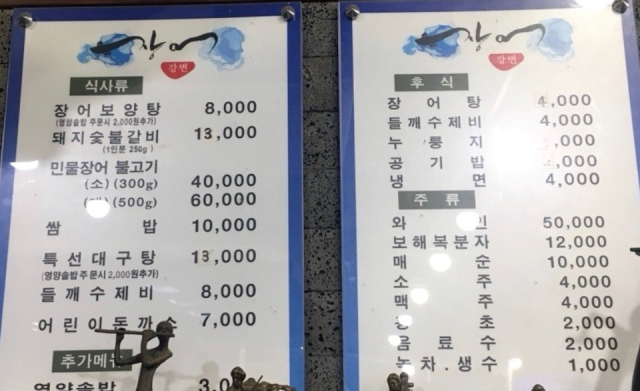 장어
강변
식사류
장어보양탕 8,000
(영양솥밥 주문시 2,000원추가)
돼지숯불갈비 13,000
(1인분 250g)
민물장어 불고기
(소) (300g) 40,000
(500g) 60,000
쌈밥 10,000
특선대구탕 13,000
(영양솥밥주문시 2,000원추가)
들깨수제비 8,000
어린이돈까스 7,000
추가메뉴
영양솥밥
장어
강변
후식
장어탕 4,000
들깨수제비 4,000
누룽지
공기밥
냉면 4,000
주류
와인 50,000
보해복분자 12,000
매순 10,000
소주 4,000
맥주 4,000
2,000
음료수 2,000
녹차.생수 1,000